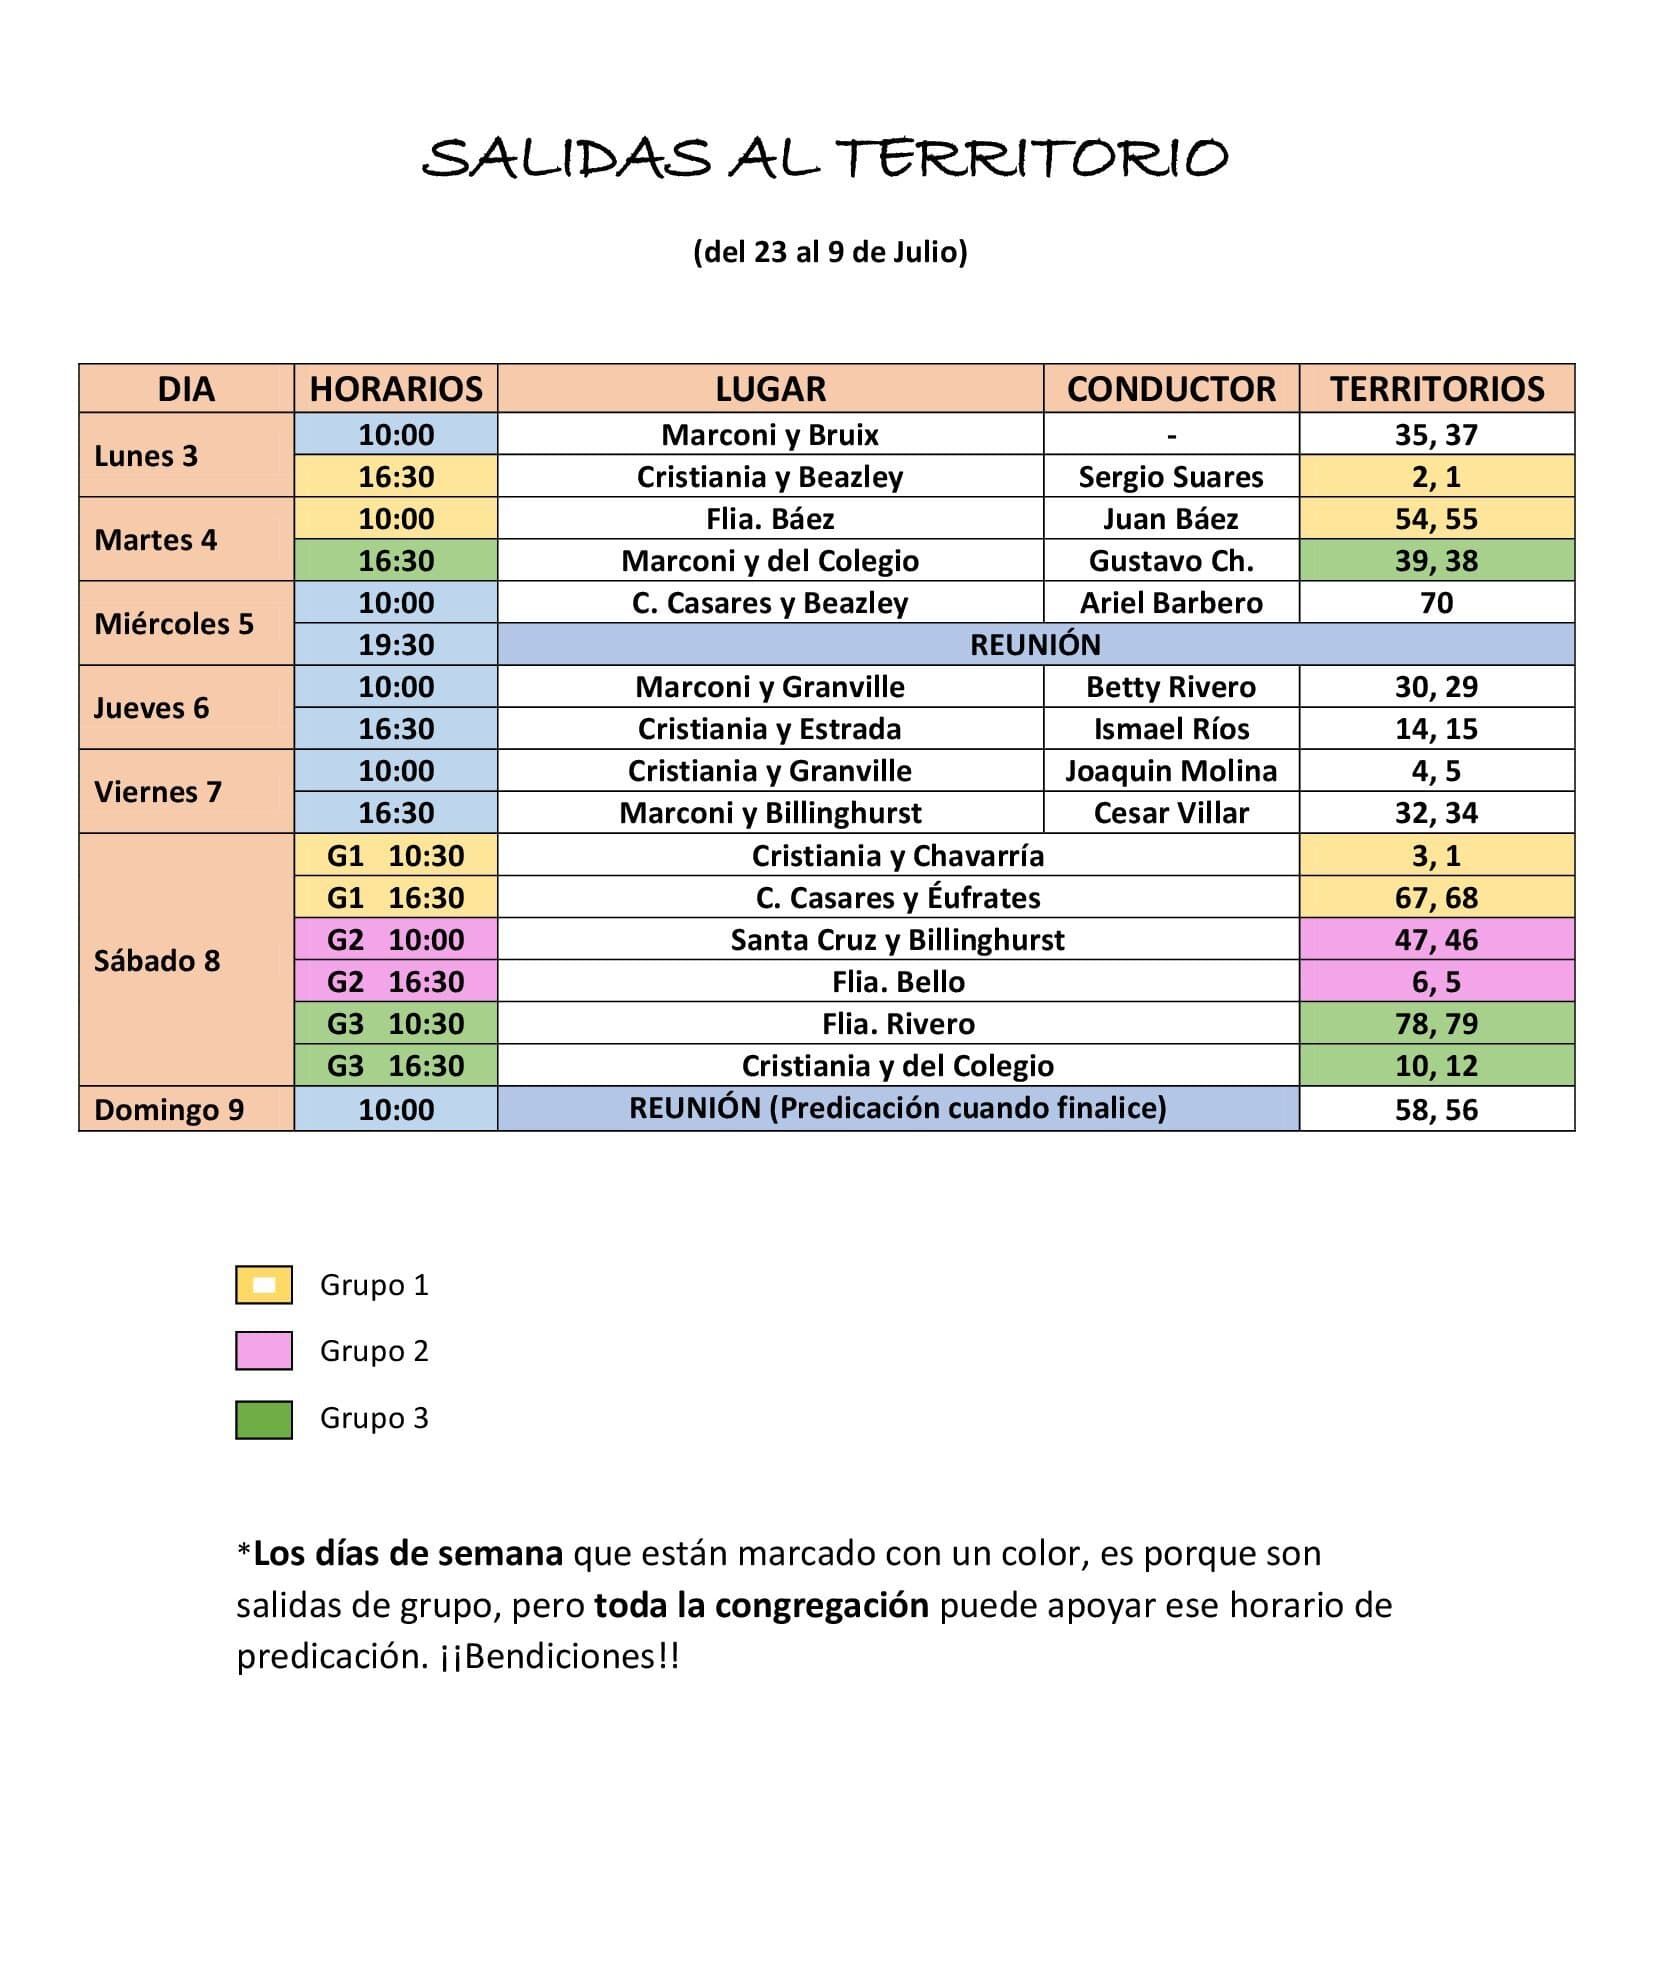 SALIDAS AL TERRITORIO
(del 23 al 9 de Julio)
DIA HORARIOS LUGAR CONDUCTOR TERRITORIOS
Lunes 3
10:00 Marconi y Bruix - 35, 37
16:30 Cristiania y Beazley Sergio Suares 2, 1
Martes 4
10:00 Flia. Báez Juan Báez 54, 55
16:30 Marconi y del Colegio Gustavo Ch. 39, 38
Miércoles 5
10:00 C. Casares y Beazley Ariel Barbero 70
19:30 REUNIÓN
Jueves 6
10:00 Marconi y Granville Betty Rivero 30, 29
16:30 Cristiania y Estrada Ismael Ríos 14, 15
Viernes 7
10:00 Cristiania y Granville Joaquin Molina 4, 5
16:30 Marconi y Billinghurst Cesar Villar 32, 34
Sábado 8
G1 10:30 Cristiania y Chavarría 3, 1
G1 16:30 C. Casares y Éufrates 67, 68
G2 10:00 Santa Cruz y Billinghurst 47, 46
G2 16:30 Flia. Bello 6, 5
G3 10:30 Flia. Rivero 78, 79
G3 16:30 Cristiania y del Colegio 10, 12
Domingo 9 10:00 REUNIÓN (Predicación cuando finalice) 58, 56
Grupo 1
Grupo 2
Grupo 3
*Los días de semana que están marcado con un color, es porque son
salidas de grupo, pero toda la congregación puede apoyar ese horario de
predicación. ¡¡Bendiciones!!